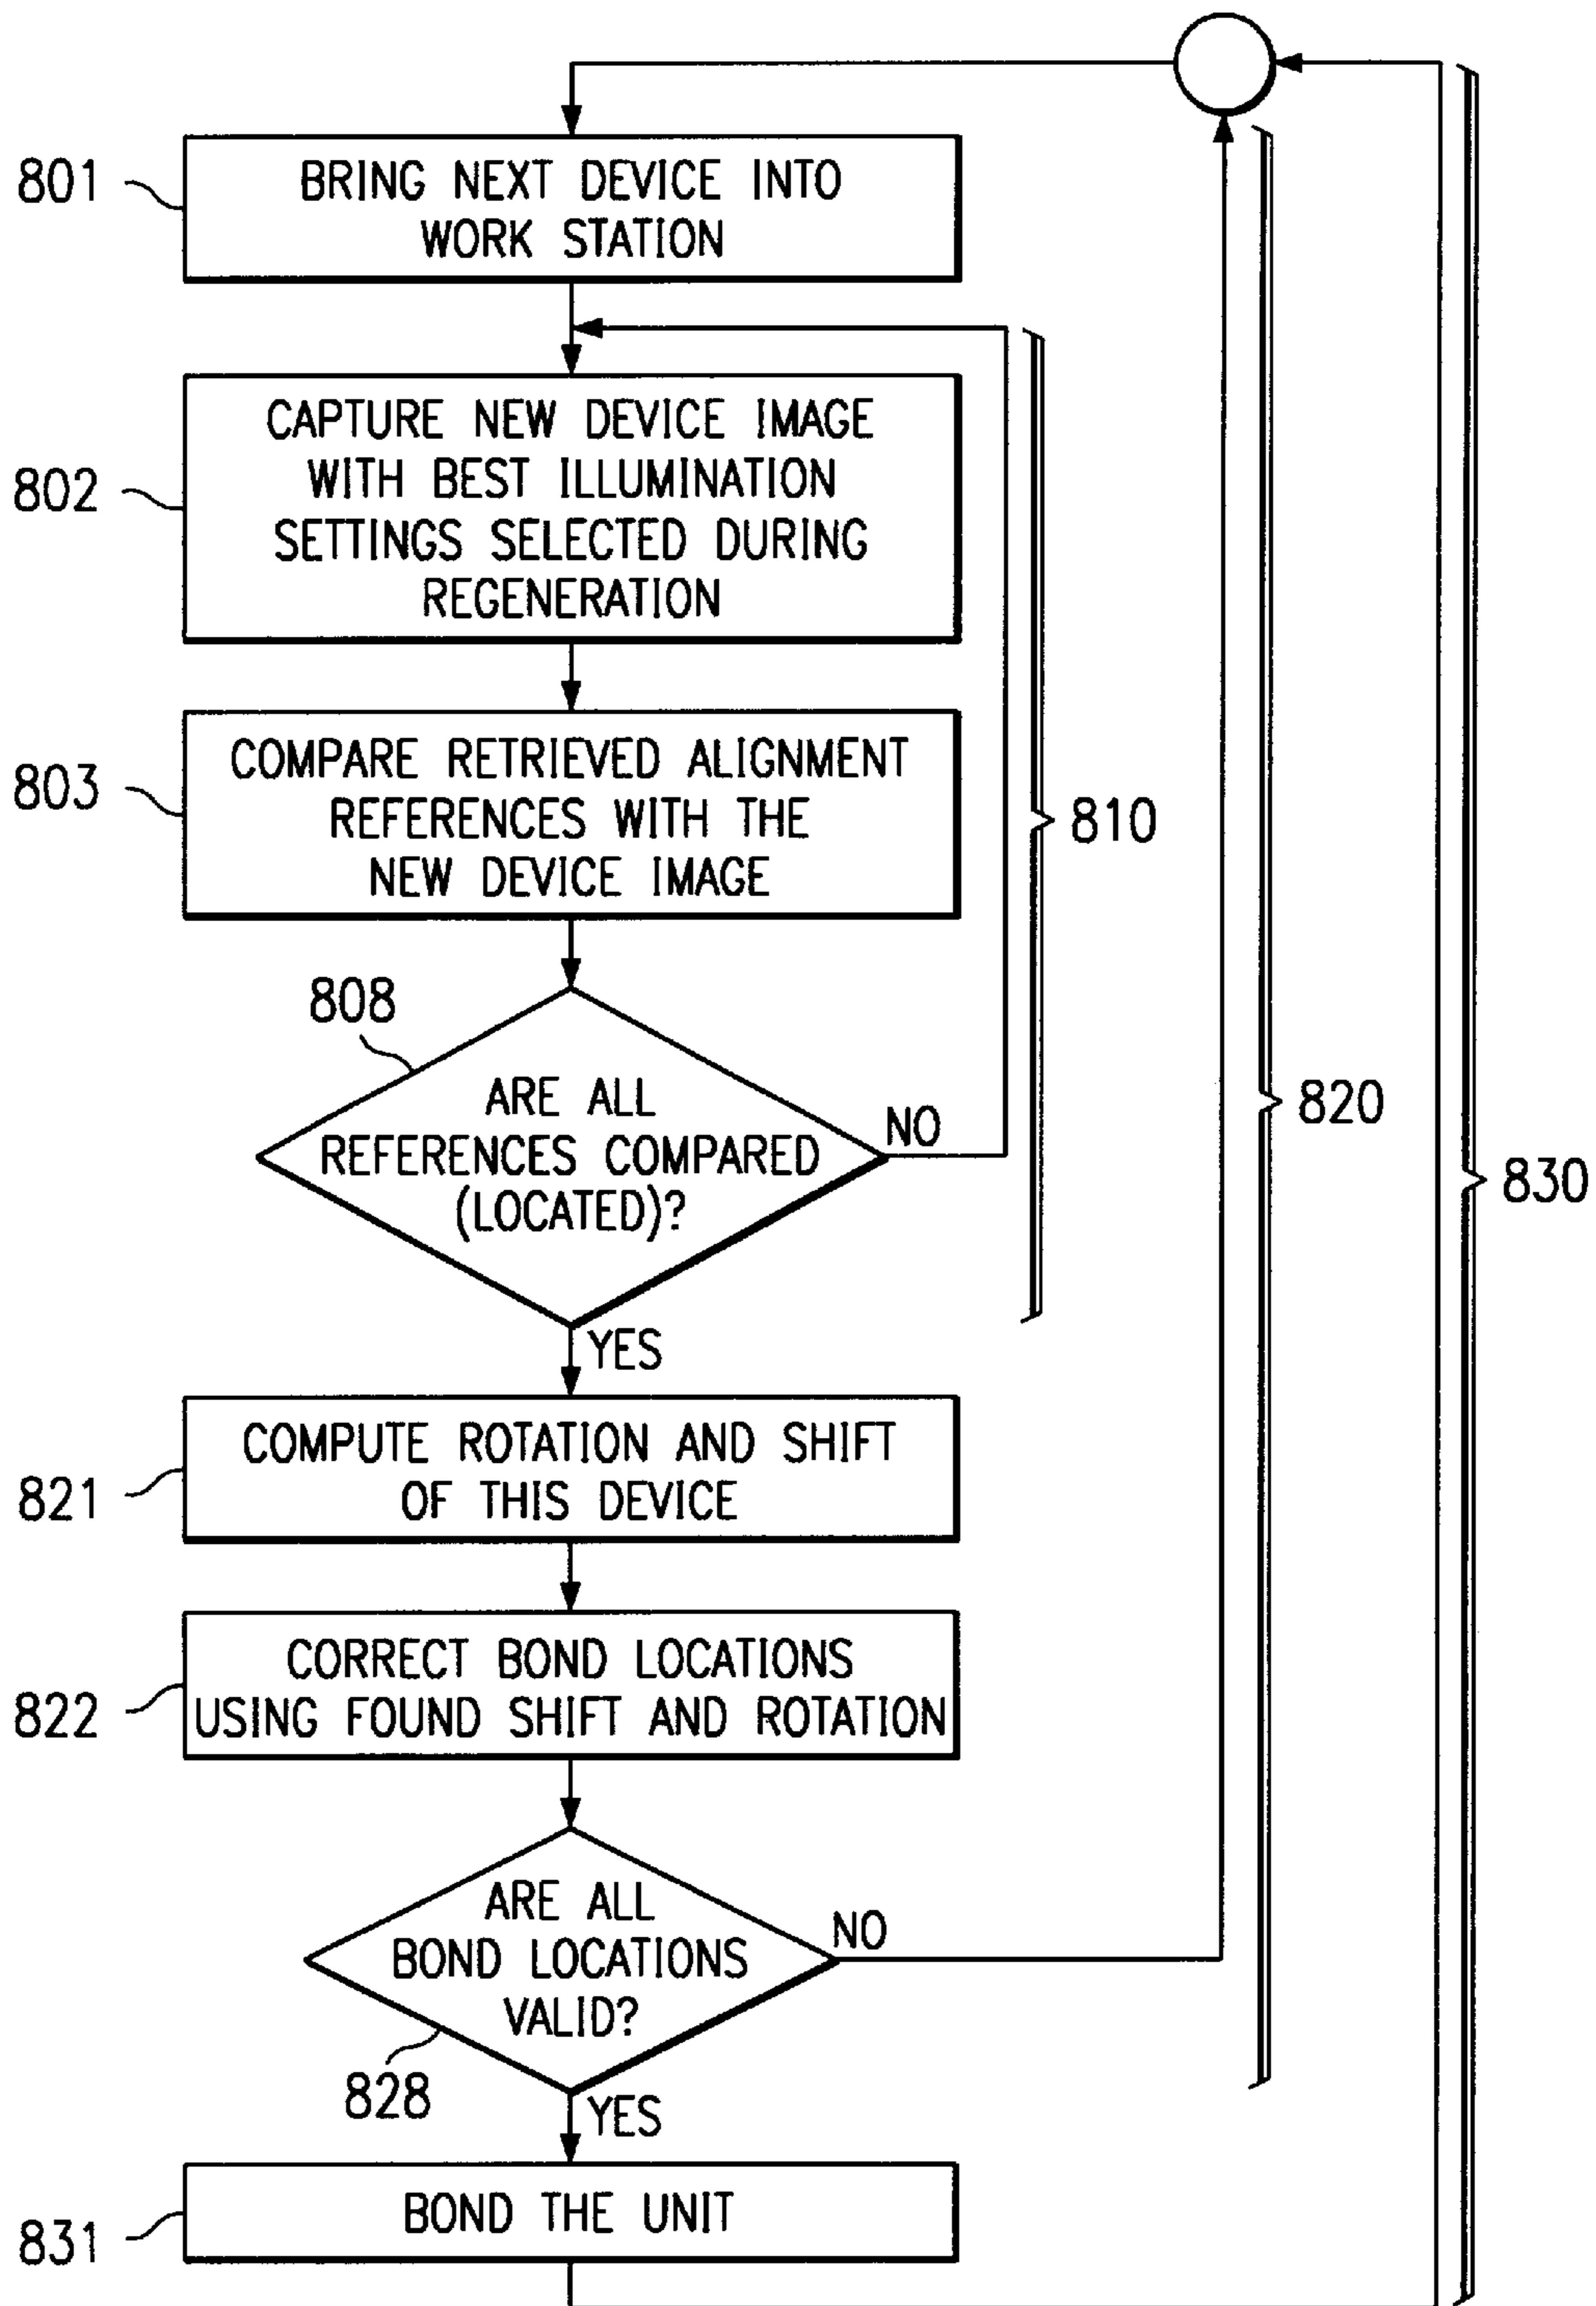 801
BRING NEXT DEVICE INTO
WORK STATION
802
CAPTURE NEW DEVICE IMAGE
WITH BEST ILLUMINATION
SETTINGS SELECTED DURING
REGENERATION
803
COMPARE RETRIEVED ALIGNMENT
REFERENCES WITH THE
NEW DEVICE IMAGE
810
808
ARE ALL
REFERENCES COMPARED
(LOCATED)?
NO
820
830
YES
821
COMPUTE ROTATION AND SHIFT
OF THIS DEVICE
822
CORRECT BOND LOCATIONS
USING FOUND SHIFT AND ROTATION
ARE ALL
BOND LOCATIONS
VALID?
NO
828
YES
831
BOND THE UNIT